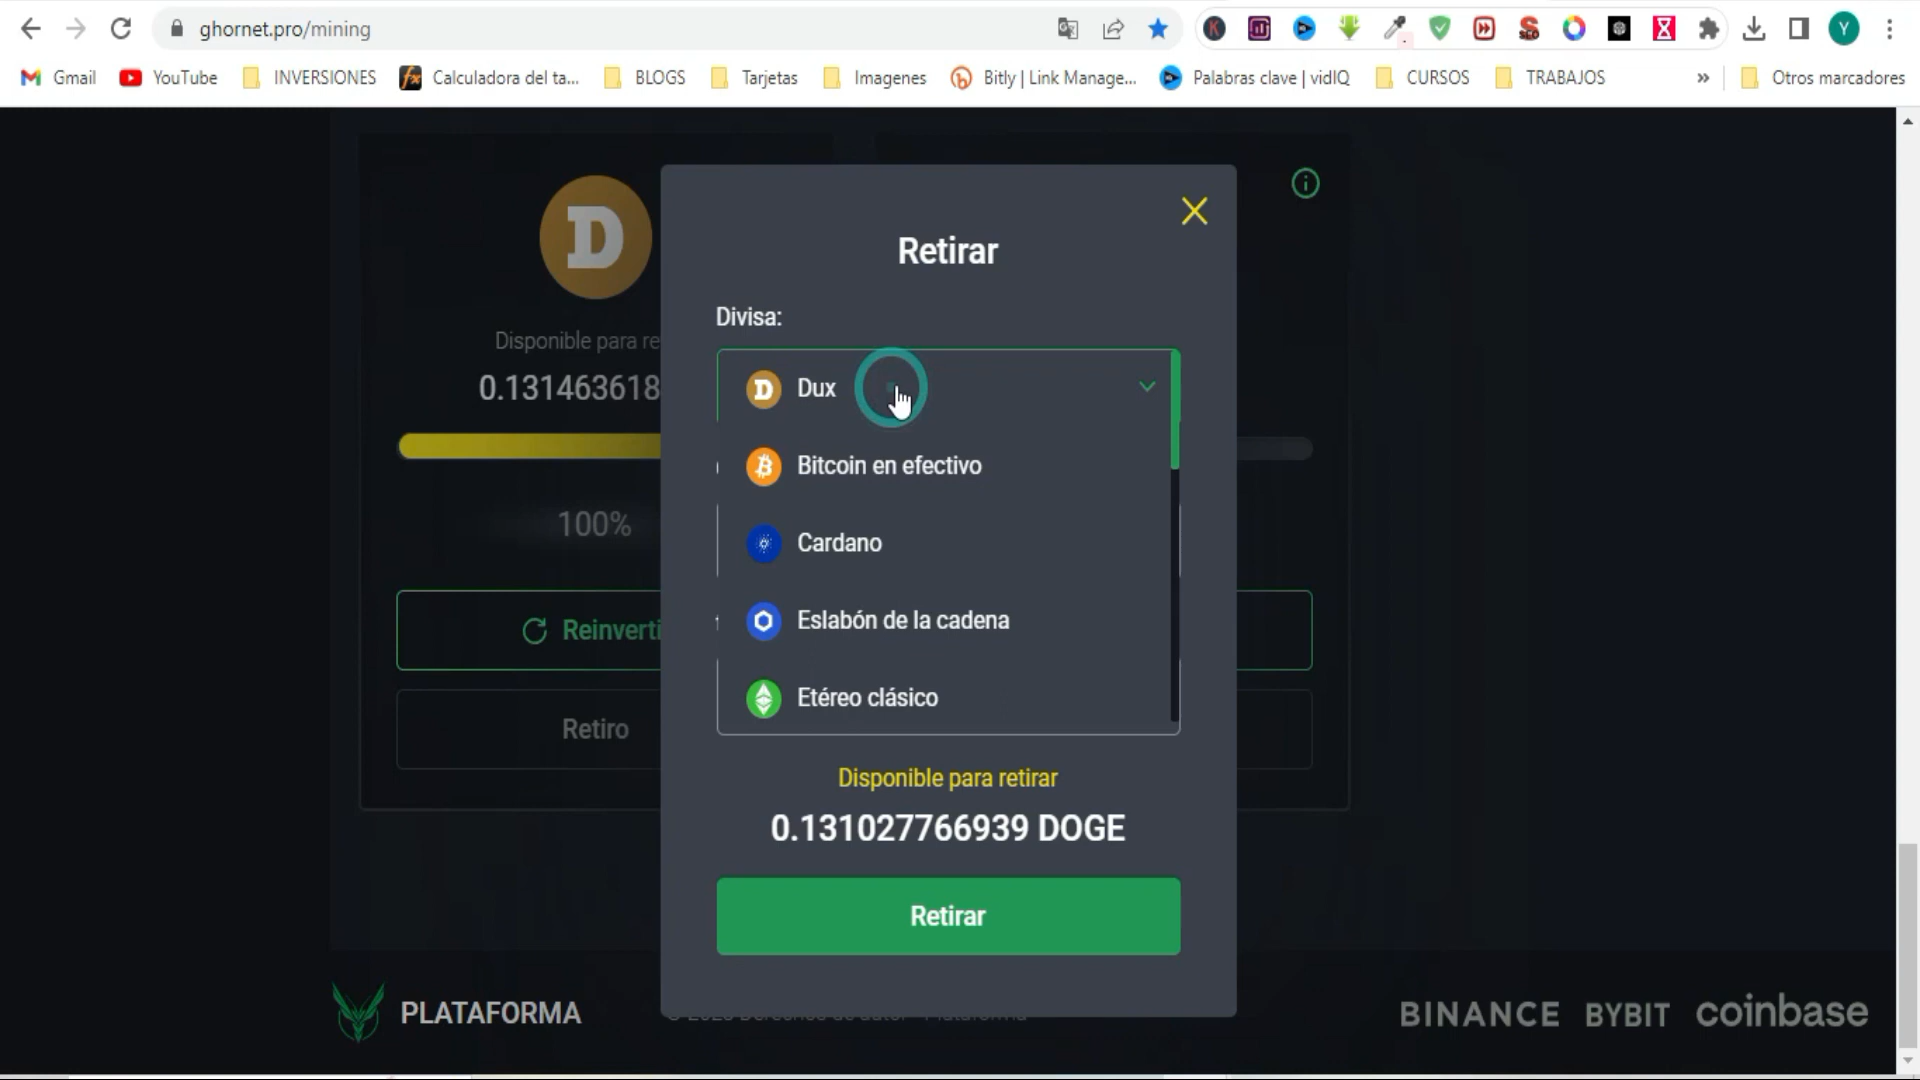 ghornet.pro/mining
Gmail
YouTube
INVERSIONES
Calculadora del ta...
BLOGS
Tarjetas
Imagenes
Bitly | Link Manage...
Palabras clave | vidIQ
CURSOS
TRABAJOS
»
Otros marcadores
Y
Retirar
Divisa:
Dux
Bitcoin en efectivo
Cardano
Eslabón de la cadena
Etéreo clásico
Disponible para retirar
0.131027766939 DOGE
Retirar
Disponible para re
0.131463618
100%
Reinverti
Retiro
PLATAFORMA
BINANCE BYBIT coinbase